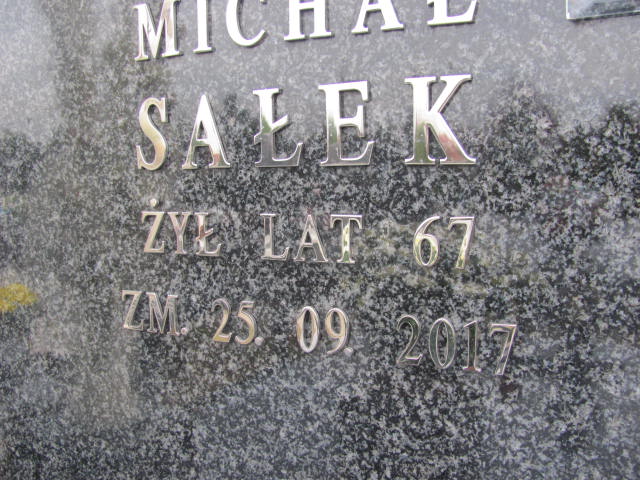 MICHAŁ
SAŁEK
ŻYŁ LAT 67
ZM. 25. 09. 2017